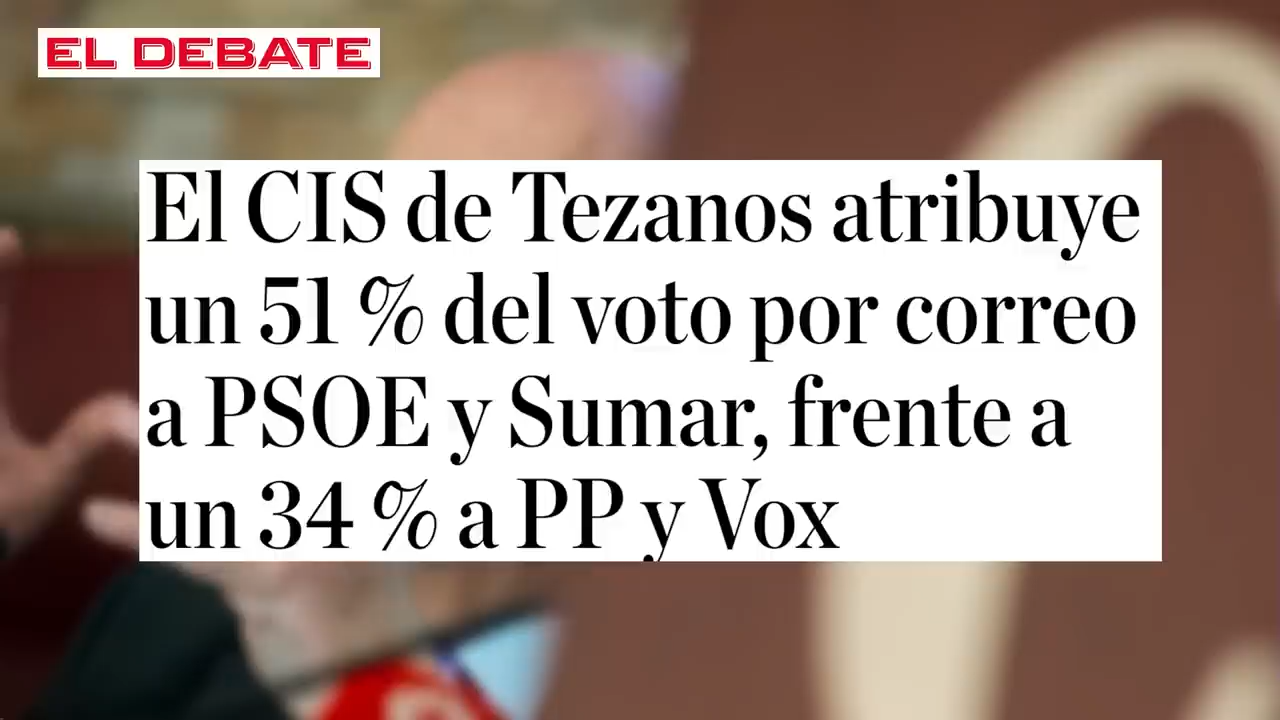 EL DEBATE
El CIS de Tezanos atribuye
un 51 % del voto por correo
a PSOE y Sumar, frente a
un 34 % a PP y Vox